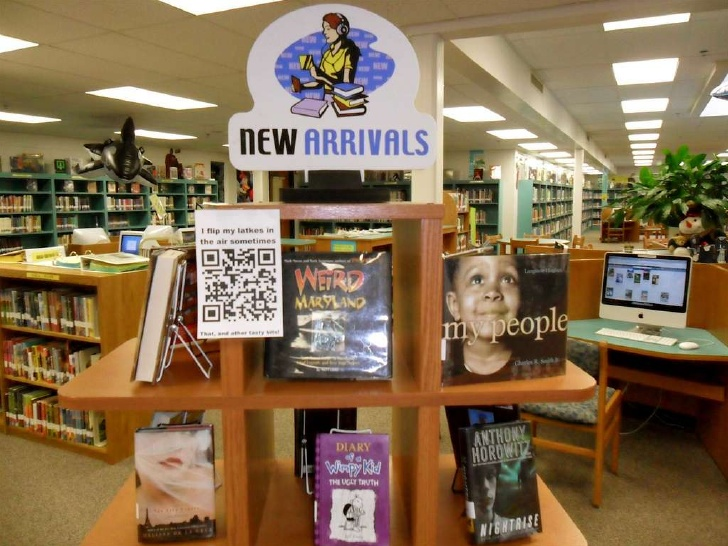 NEW ARRIVALS
I flip my latkes in
the air sometimes
That, and other tasty bits!
WEIRD
MARYLAND
Langston Hughes
my people
Charles R. Smith Jr.
DIARY
of a
Wimpy Kid
THE UGLY TRUTH
ANTHONY
HOROWITZ
NIGHTRISE